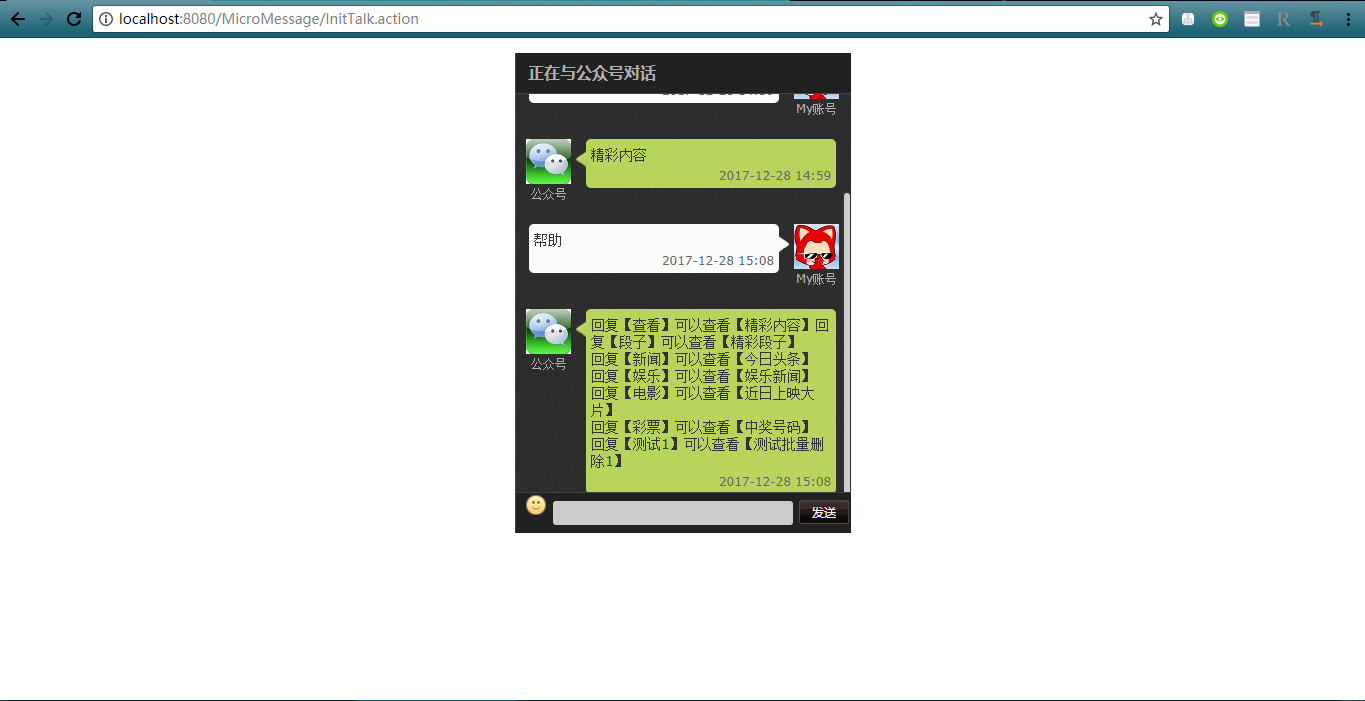 localhost:8080/MicroMessage/InitTalk.action
正在与公众号对话
My账号
精彩内容
2017-12-28 14:59
公众号
帮助
2017-12-28 15:08
My账号
回复【查看】可以查看【精彩内容】回
复【段子】可以查看【精彩段子】
回复【新闻】可以查看【今日头条】
回复【娱乐】可以查看【娱乐新闻】
回复【电影】可以查看【近日上映大
片】
回复【彩票】可以查看【中奖号码】
回复【测试1】可以查看【测试批量删
除1】
2017-12-28 15:08
公众号
发送